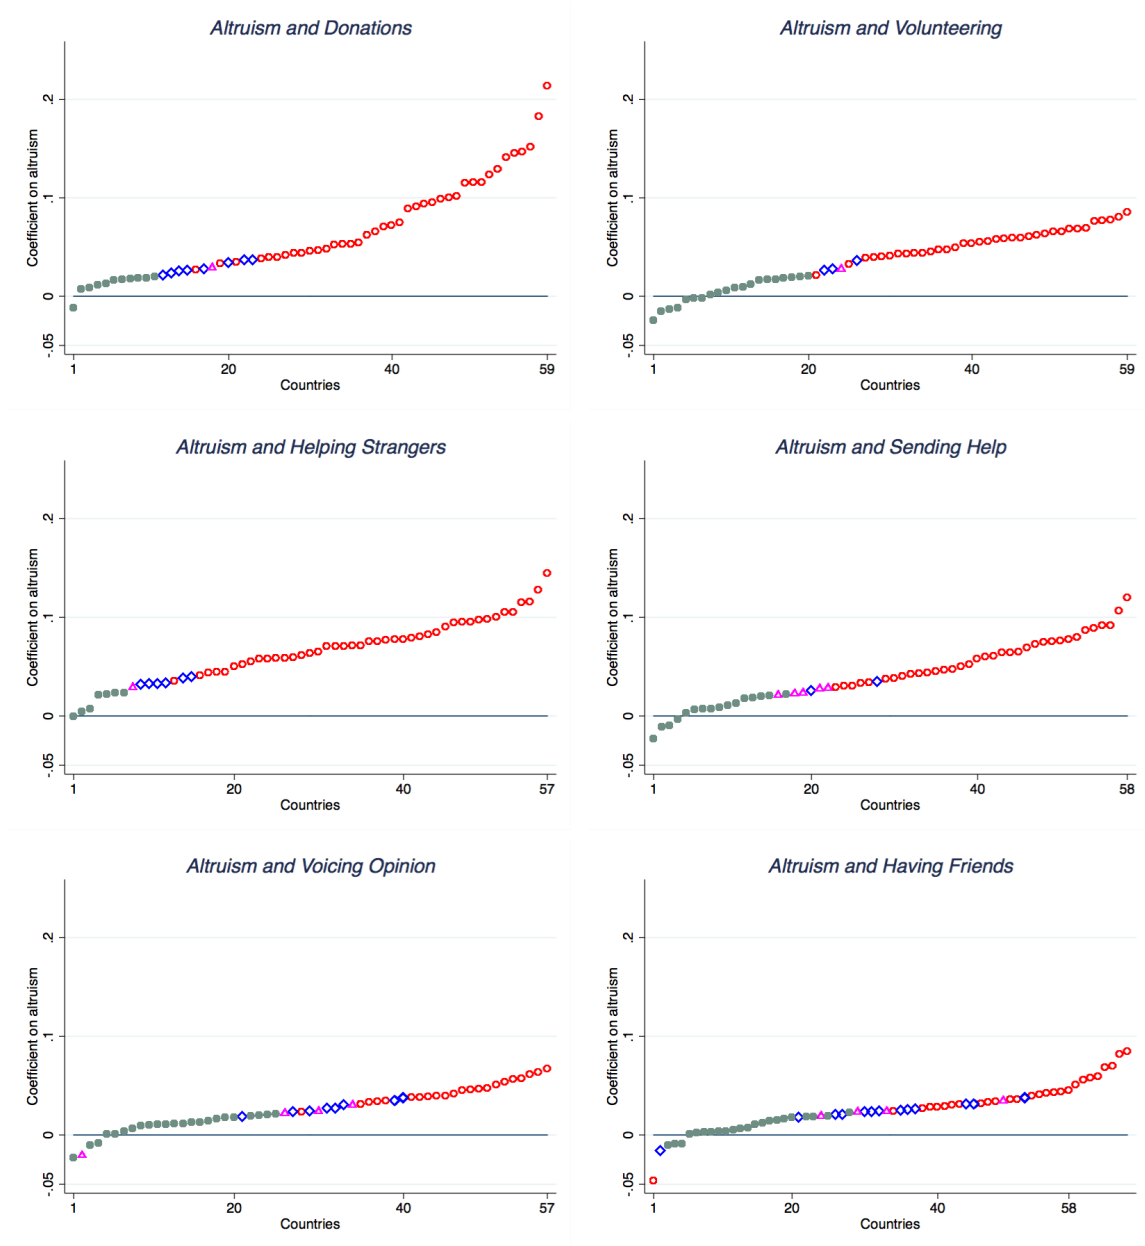 Altruism and Donations
Coefficient on altruism
.2
.1
0
-.05
1
20
40
59
Countries
Altruism and Volunteering
Coefficient on altruism
.2
.1
0
-.05
1
20
40
59
Countries
Altruism and Helping Strangers
Coefficient on altruism
.2
.1
0
-.05
1
20
40
57
Countries
Altruism and Sending Help
Coefficient on altruism
.2
.1
0
-.05
1
20
40
58
Countries
Altruism and Voicing Opinion
Coefficient on altruism
.2
.1
0
-.05
1
20
40
57
Countries
Altruism and Having Friends
Coefficient on altruism
.2
.1
0
-.05
1
20
40
58
Countries